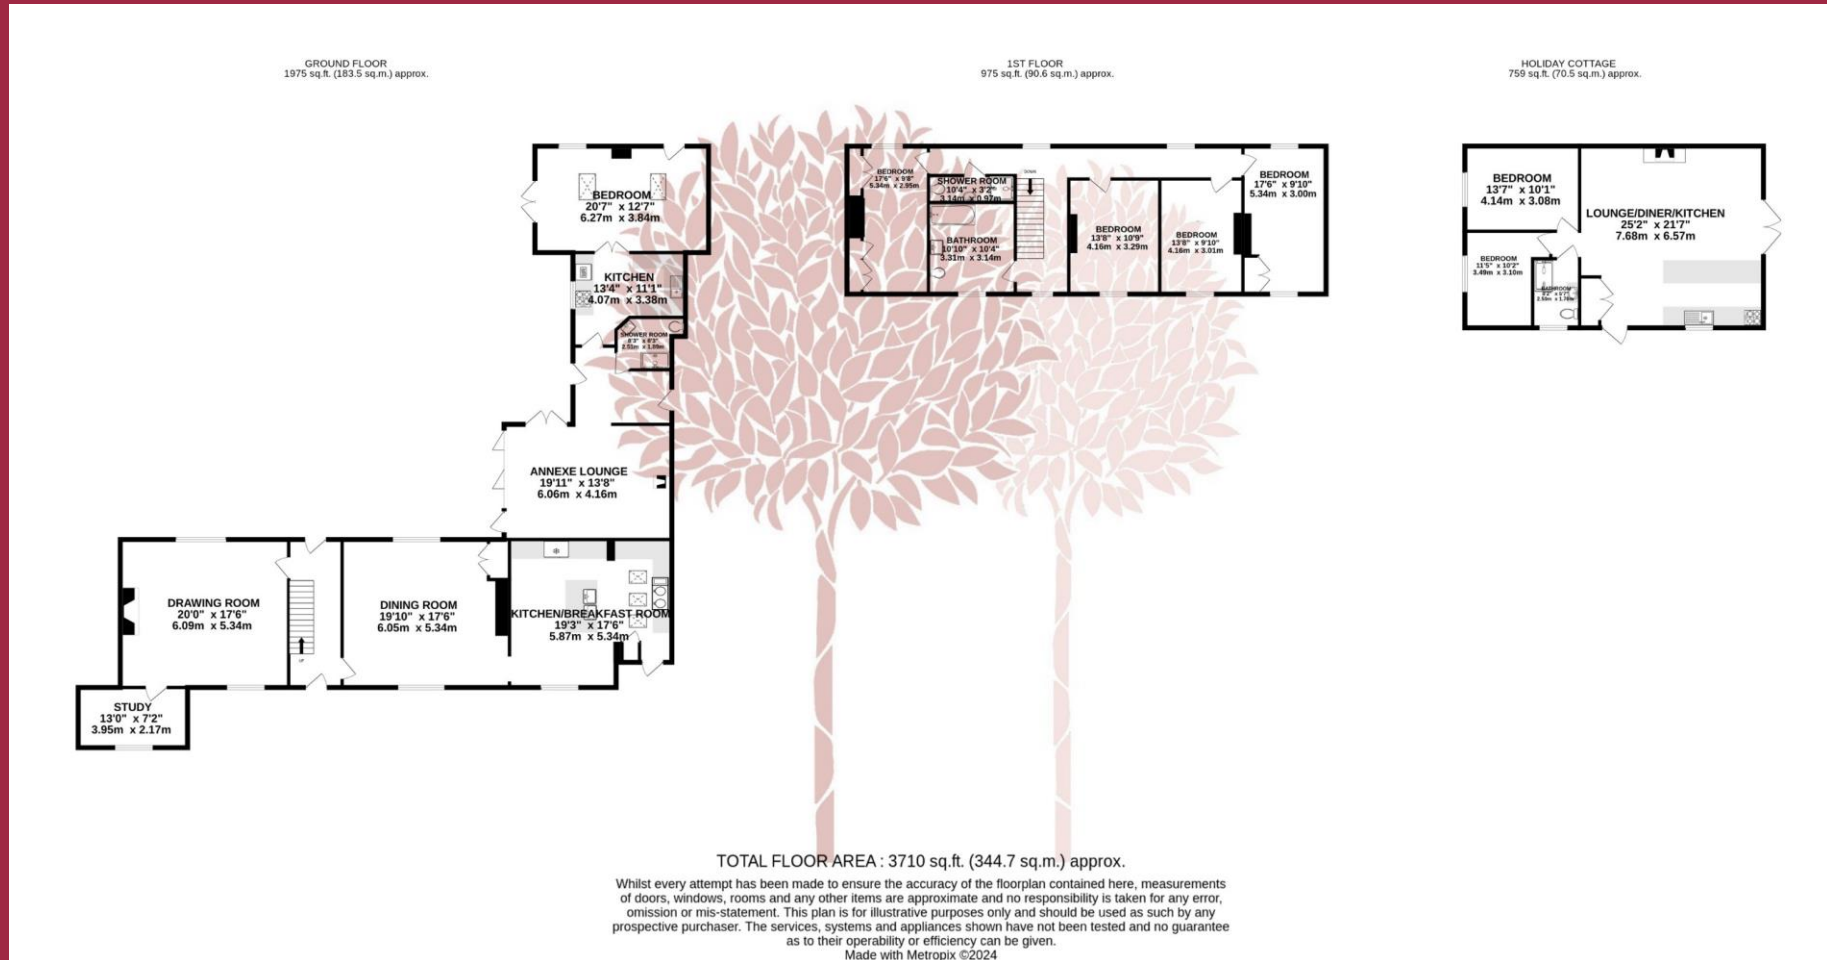 GROUND FLOOR
1975 sq.ft. (183.5 sq.m.) approx.
1ST FLOOR
975 sq.ft. (90.6 sq.m.) approx.
HOLIDAY COTTAGE
759 sq.ft. (70.5 sq.m.) approx.
BEDROOM
20'7" x 12'7"
6.27m x 3.84m
KITCHEN
13'4" x 11'1"
4.07m x 3.38m
SHOWER ROOM
ANNEXE LOUNGE
19'11" x 13'8"
6.06m x 4.16m
DRAWING ROOM
20'0" x 17'6"
6.09m x 5.34m
UP
DINING ROOM
19'10" x 17'6"
6.05m x 5.34m
KITCHEN/BREAKFAST ROOM
19'3" x 17'6"
5.87m x 5.34m
STUDY
13'0" x 7'2"
3.95m x 2.17m
BEDROOM
17'6" x 9'8"
5.34m x 2.95m
SHOWER ROOM
10'4" x 3'2"
3.14m x 0.97m
BATHROOM
10'10" x 10'4"
3.31m x 3.14m
DOWN
BEDROOM
13'8" x 10'9"
4.16m x 3.29m
BEDROOM
13'8" x 9'10"
4.16m x 3.01m
BEDROOM
17'6" x 9'10"
5.34m x 3.00m
BEDROOM
13'7" x 10'1"
4.14m x 3.08m
LOUNGE/DINER/KITCHEN
25'2" x 21'7"
7.68m x 6.57m
BEDROOM
11'5" x 10'2"
3.49m x 3.10m
BATHROOM
TOTAL FLOOR AREA : 3710 sq.ft. (344.7 sq.m.) approx.
Whilst every attempt has been made to ensure the accuracy of the floorplan contained here, measurements
of doors, windows, rooms and any other items are approximate and no responsibility is taken for any error,
omission or mis-statement. This plan is for illustrative purposes only and should be used as such by any
prospective purchaser. The services, systems and appliances shown have not been tested and no guarantee
as to their operability or efficiency can be given.
Made with Metropix ©2024